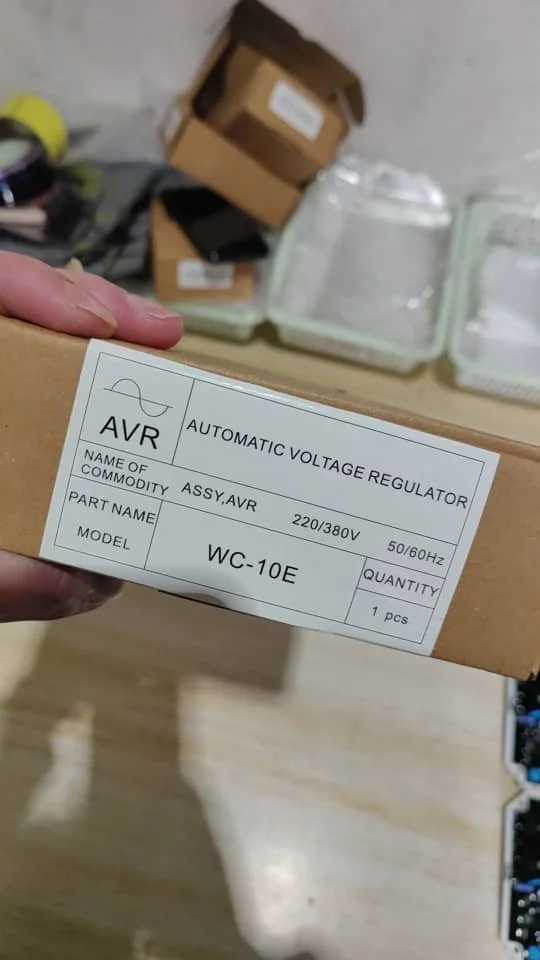 AVR
AUTOMATIC VOLTAGE REGULATOR
NAME OF
COMMODITY
ASSY,AVR 220/380V 50/60Hz
PART NAME
MODEL
WC-10E
QUANTITY
1 pcs